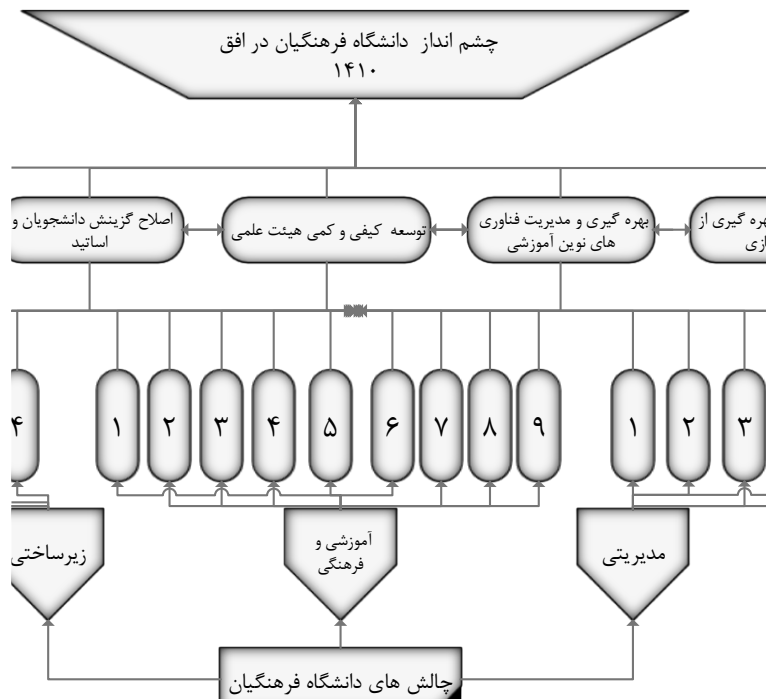 چشم انداز دانشگاه فرهنگیان در افق
۱۴۱۰
اصلاح گزینش دانشجویان و
اساتید
توسعه کیفی و کمی هیئت علمی
بهره گیری و مدیریت فناوری
های نوین آموزشی
گیری از
۴
۱
۲
۳
۴
۵
۶
۷
۸
۹
۱
۲
۳
زیرساختی
آموزشی و
فرهنگی
مدیریتی
چالش های دانشگاه فرهنگیان